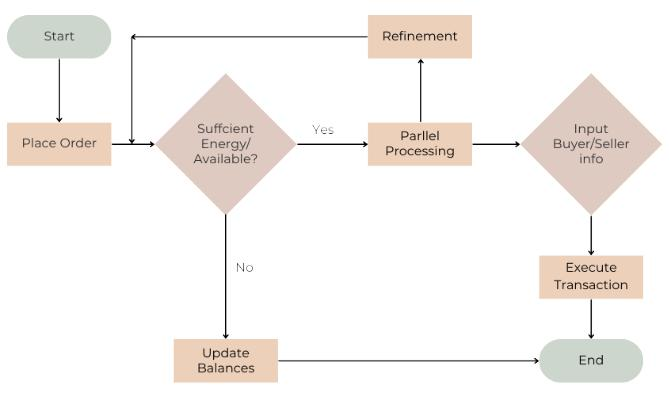 Start
Refinement
Place Order
Suffcient
Energy/
Available?
Yes
Parllel
Processing
Input
Buyer/Seller
info
No
Execute
Transaction
Update
Balances
End